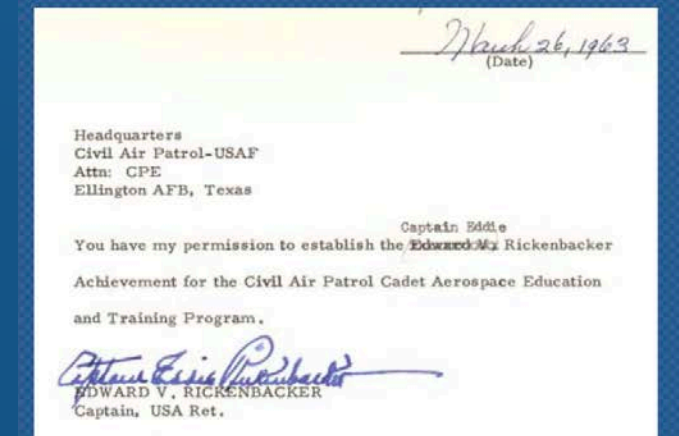 March 26, 1963
(Date)
Headquarters
Civil Air Patrol-USAF
Attn: CPE
Ellington AFB, Texas
Captain Eddie
You have my permission to establish the Edward V. Rickenbacker
Achievement for the Civil Air Patrol Cadet Aerospace Education
and Training Program.
Captain Eddie Rickenbacker
EDWARD V. RICKENBACKER
Captain, USA Ret.